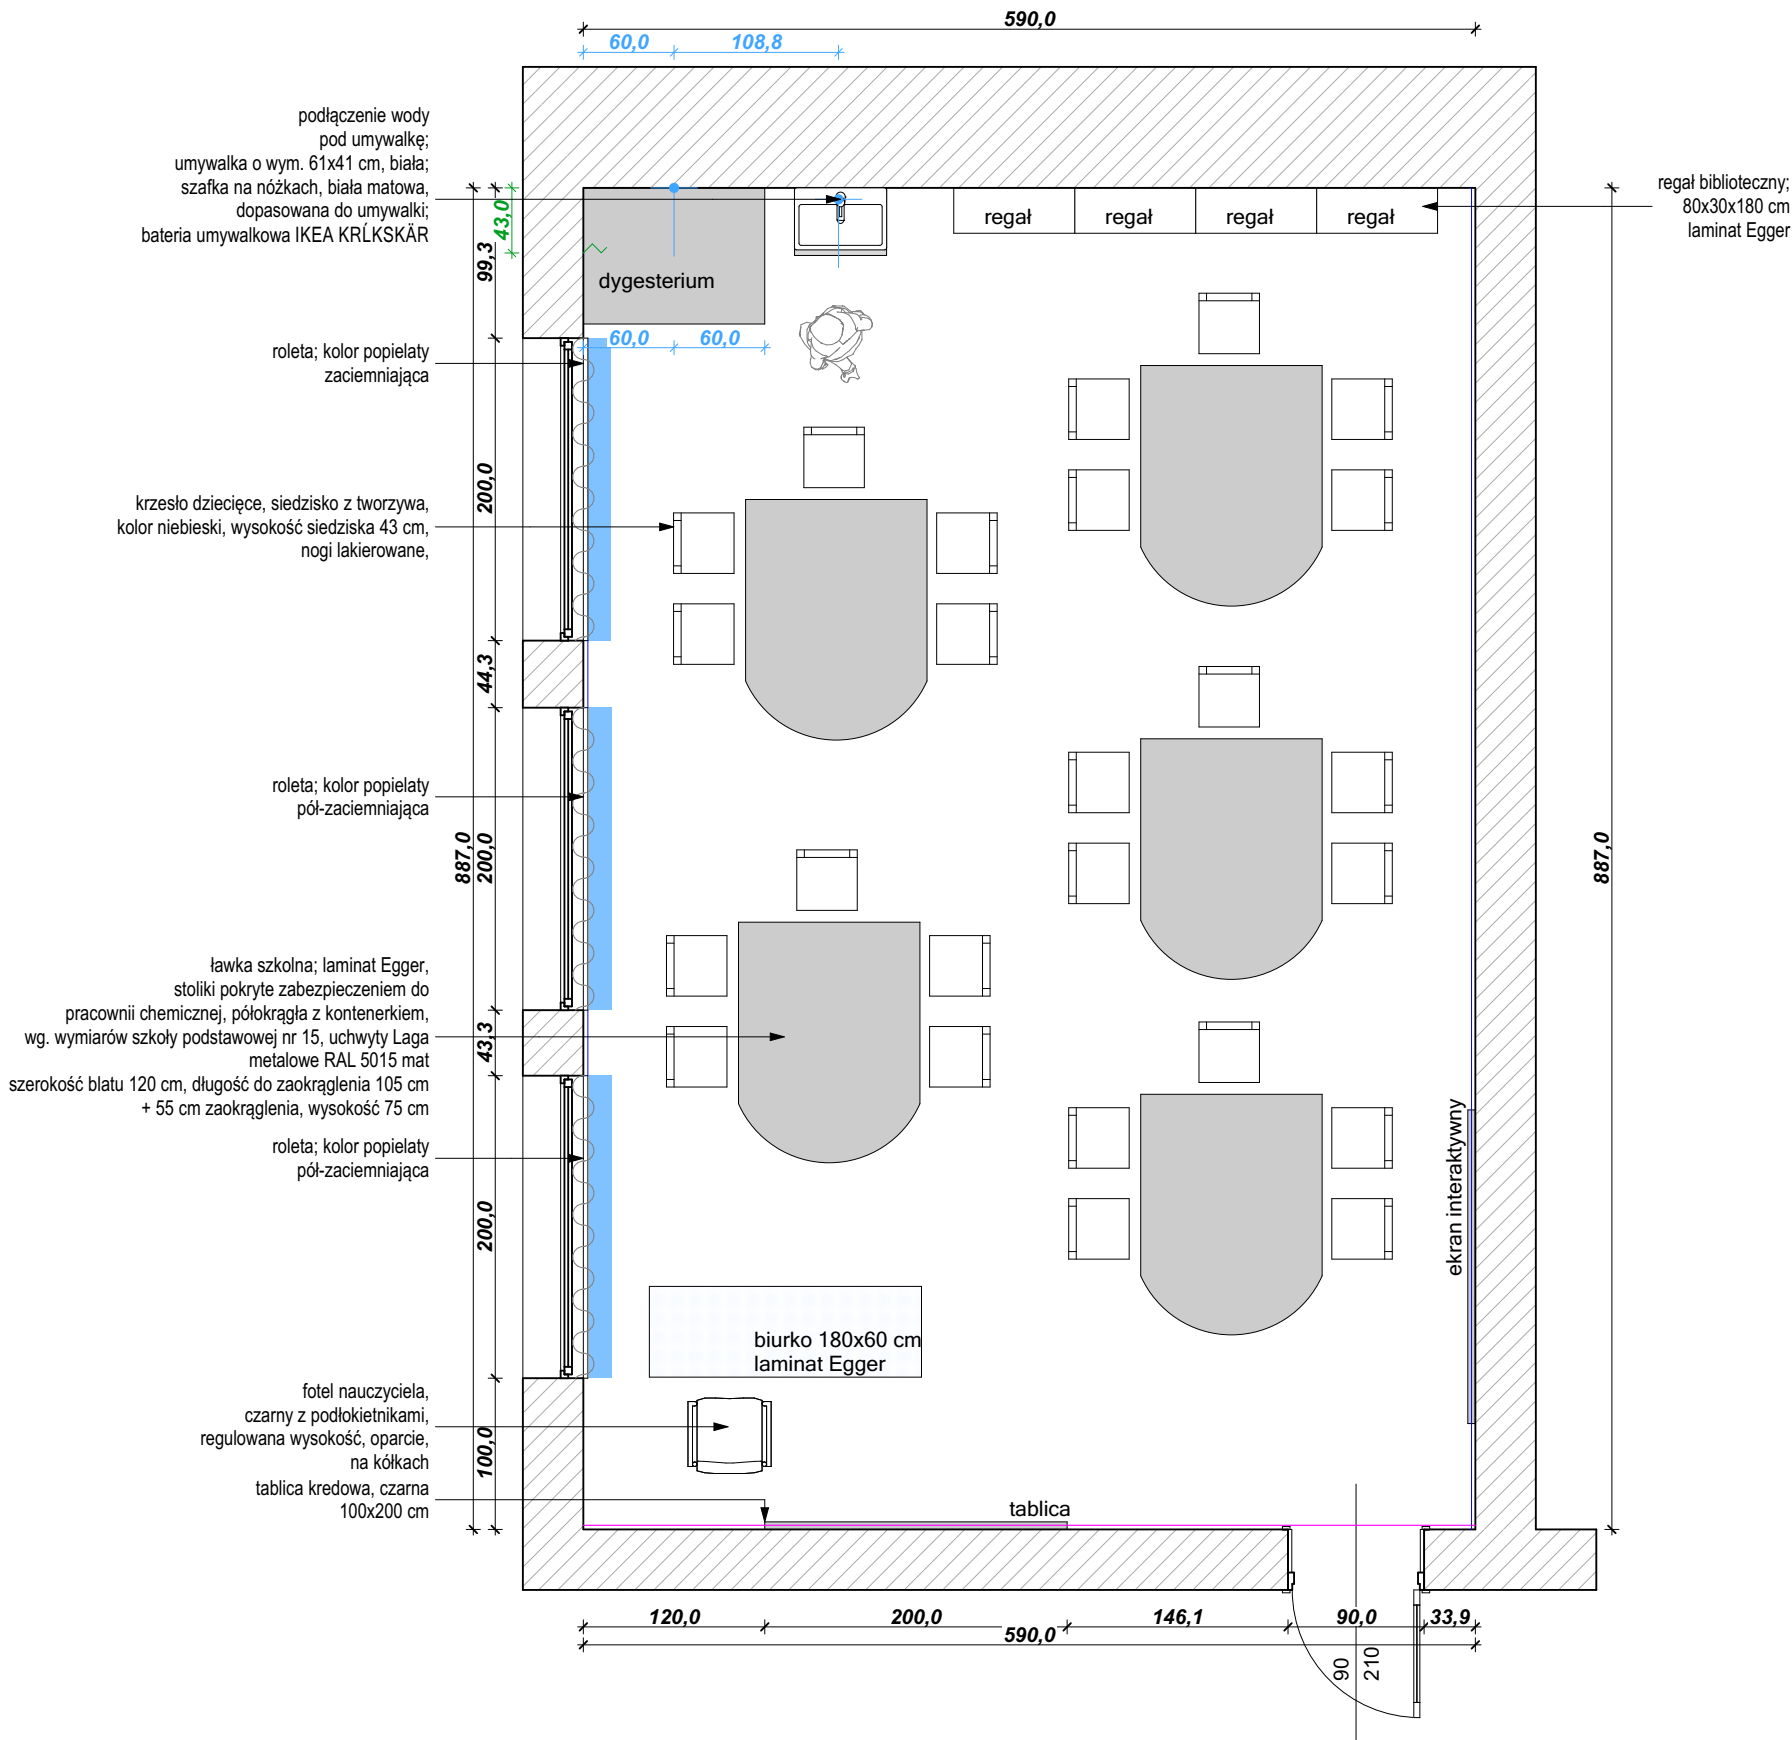 590,0
60,0
108,8
podłączenie wody
pod umywalkę;
umywalka o wym. 61x41 cm, biała;
szafka na nóżkach, biała matowa,
dopasowana do umywalki;
bateria umywalkowa IKEA KRĹKSKÄR
regał biblioteczny;
80x30x180 cm
laminat Egger
regał
regał
regał
regał
43,0
99,3
dygesterium
60,0
60,0
roleta; kolor popielaty
zaciemniająca
200,0
krzesło dziecięce, siedzisko z tworzywa,
kolor niebieski, wysokość siedziska 43 cm,
nogi lakierowane,
44,3
roleta; kolor popielaty
pół-zaciemniająca
887,0
200,0
887,0
ławka szkolna; laminat Egger,
stoliki pokryte zabezpieczeniem do
pracownii chemicznej, półokrągła z kontenerkiem,
wg. wymiarów szkoły podstawowej nr 15, uchwyty Laga
metalowe RAL 5015 mat
szerokość blatu 120 cm, długość do zaokrąglenia 105 cm
+ 55 cm zaokrąglenia, wysokość 75 cm
43,3
roleta; kolor popielaty
pół-zaciemniająca
200,0
ekran interaktywny
biurko 180x60 cm
laminat Egger
fotel nauczyciela,
czarny z podłokietnikami,
regulowana wysokość, oparcie,
na kółkach
100,0
tablica kredowa, czarna
100x200 cm
tablica
120,0
200,0
146,1
90,0
33,9
590,0
90
210